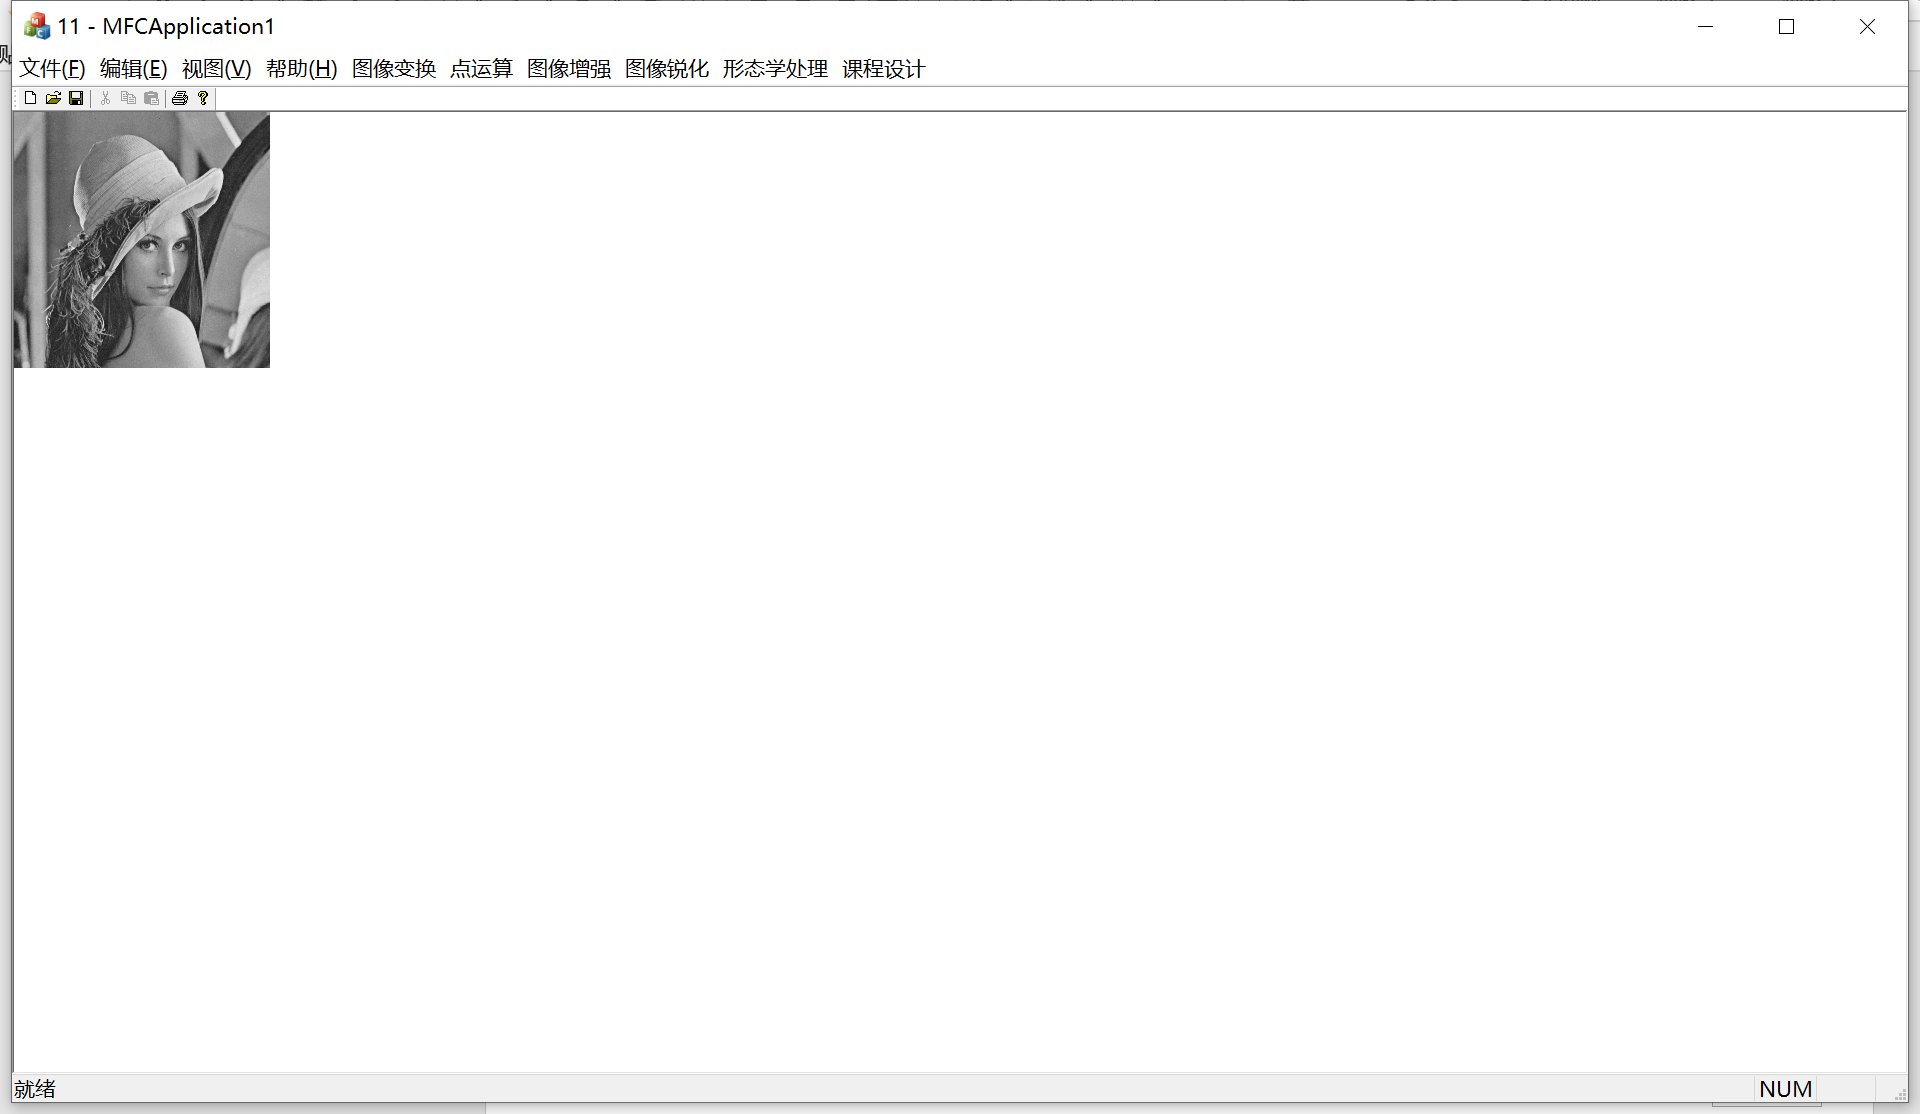 11 - MFCApplication1
文件(F) 编辑(E) 视图(V) 帮助(H) 图像变换 点运算 图像增强 图像锐化 形态学处理 课程设计
就绪 NUM